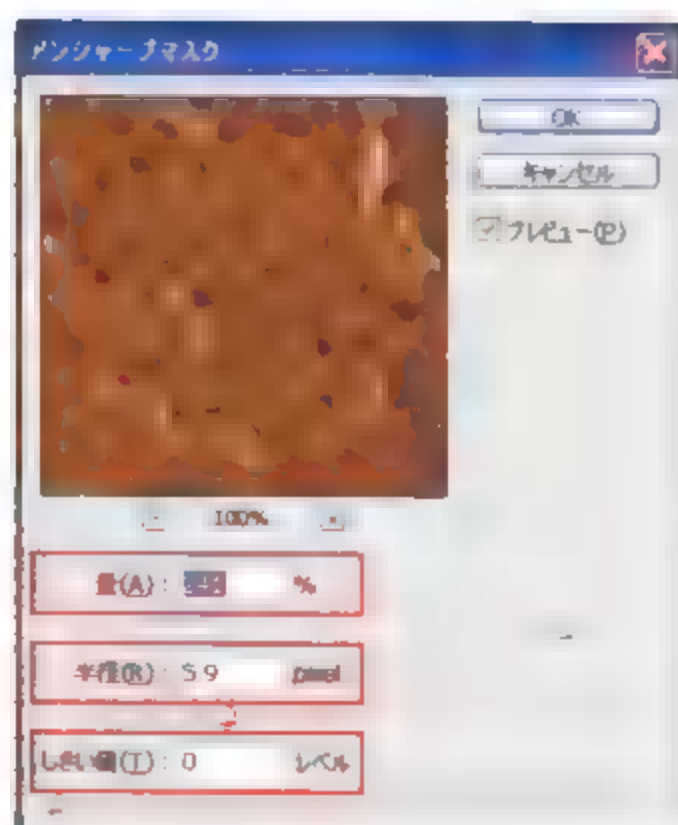 アンシャープマスク
OK
キャンセル
プレビュー(P)
100%
量(A): %
半径(R): 5.9 pixel
しきい値(T): 0 レベル